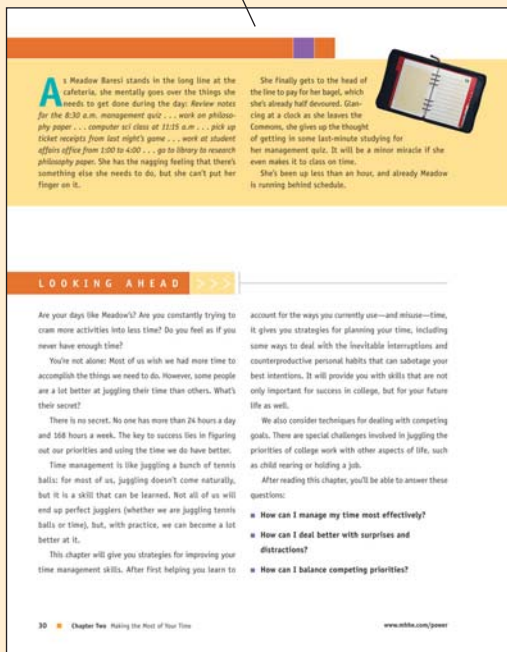 As Meadow Baresi stands in the long line at the
cafeteria, she mentally goes over the things she
needs to get done during the day: Review notes
for the 8:30 a.m. management quiz . . . work on philoso-
phy paper . . . computer sci class at 11:15 a.m . . . pick up
ticket receipts from last night's game . . . work at student
affairs office from 1:00 to 4:00 . . . go to library to research
philosophy paper. She has the nagging feeling that there's
something else she needs to do, but she can't put her
finger on it.
She finally gets to the head of
the line to pay for her bagel, which
she's already half devoured. Glan-
cing at a clock as she leaves the
Commons, she gives up the thought
of getting in some last-minute studying for
her management quiz. It will be a minor miracle if she
even makes it to class on time.
She's been up less than an hour, and already Meadow
is running behind schedule.
LOOKING AHEAD >>>
Are your days like Meadow's? Are you constantly trying to
cram more activities into less time? Do you feel as if you
never have enough time?
You're not alone: Most of us wish we had more time to
accomplish the things we need to do. However, some people
are a lot better at juggling their time than others. What's
their secret?
There is no secret. No one has more than 24 hours a day
and 168 hours a week. The key to success lies in figuring
out our priorities and using the time we do have better.
Time management is like juggling a bunch of tennis
balls: for most of us, juggling doesn't come naturally,
but it is a skill that can be learned. Not all of us will
end up perfect jugglers (whether we are juggling tennis
balls or time), but, with practice, we can become a lot
better at it.
This chapter will give you strategies for improving your
time management skills. After first helping you learn to
account for the ways you currently use—and misuse—time,
it gives you strategies for planning your time, including
some ways to deal with the inevitable interruptions and
counterproductive personal habits that can sabotage your
best intentions. It will provide you with skills that are not
only important for success in college, but for your future
life as well.
We also consider techniques for dealing with competing
goals. There are special challenges involved in juggling the
priorities of college work with other aspects of life, such
as child rearing or holding a job.
After reading this chapter, you'll be able to answer these
questions:
■ How can I manage my time most effectively?
■ How can I deal better with surprises and
distractions?
■ How can I balance competing priorities?
30 ■ Chapter Two Making the Most of Your Time
www.mhhe.com/power